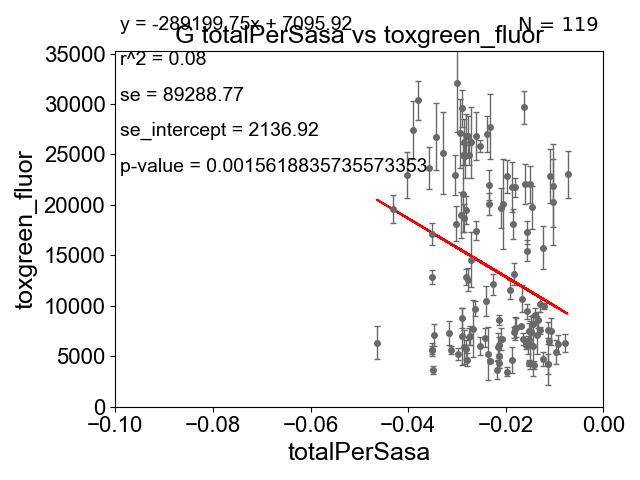 y = -289199.75x + 7095.92
N = 119
G totalPerSasa vs toxgreen_fluor
r^2 = 0.08
se = 89288.77
se_intercept = 2136.92
p-value = 0.0015618835735573353
35000
30000
25000
20000
15000
10000
5000
0
toxgreen_fluor
−0.10
−0.08
−0.06
−0.04
−0.02
0.00
totalPerSasa